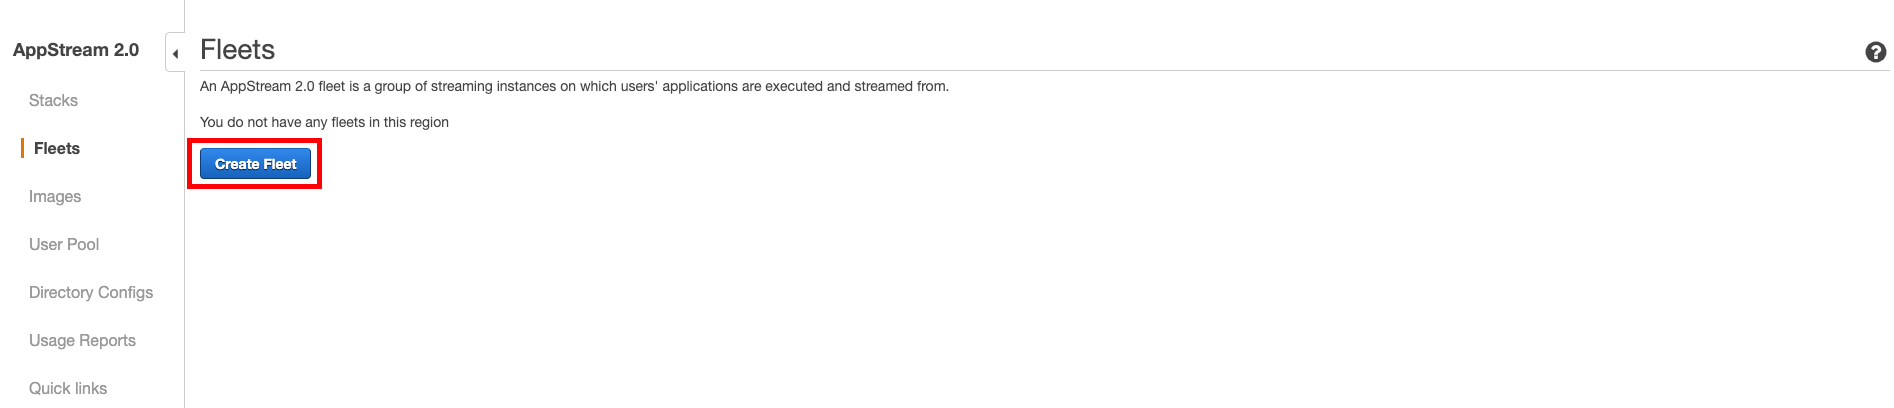 AppStream 2.0
Stacks
Fleets
Images
User Pool
Directory Configs
Usage Reports
Quick links
Fleets
?
An AppStream 2.0 fleet is a group of streaming instances on which users' applications are executed and streamed from.
You do not have any fleets in this region
Create Fleet